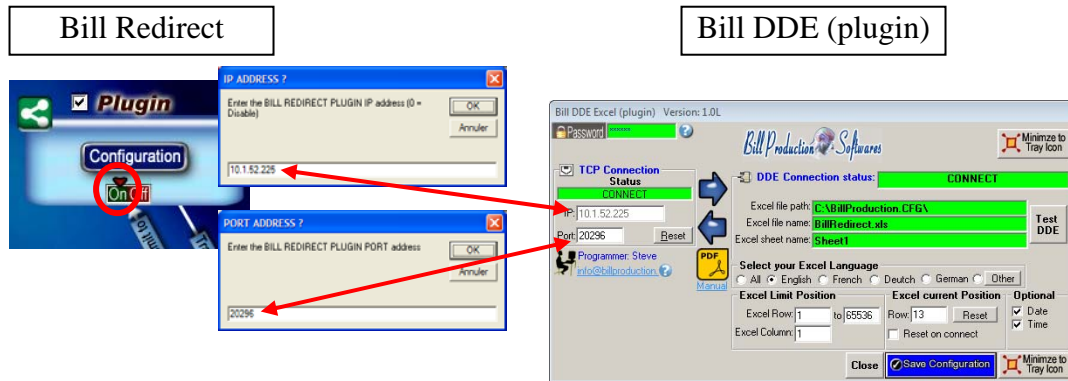 Bill Redirect
Bill DDE (plugin)
Plugin
Configuration
On Off
IP ADDRESS ?
Enter the BILL REDIRECT PLUGIN IP address (0 =
Disable)
OK
Annuler
10.1.52.225
PORT ADDRESS ?
Enter the BILL REDIRECT PLUGIN PORT address
OK
Annuler
20296
Bill DDE Excel (plugin) Version: 1.0L
Password ******
Bill Production Softwares
Minimze to
Tray Icon
TCP Connection
Status
CONNECT
IP: 10.1.52.225
Port: 20296 Reset
Programmer: Steve
info@billproduction.
PDF
Manual
DDE Connection status: CONNECT
Excel file path: C:\BillProduction.CFG\
Excel file name: BillRedirect.xls
Excel sheet name: Sheet1
Test
DDE
Select your Excel Language
All English French Deutch German Other
Excel Limit Position
Excel Row: 1 to 65536
Excel Column: 1
Excel current Position
Row: 13 Reset
Reset on connect
Optional
Date
Time
Close
Save Configuration
Minimze to
Tray Icon